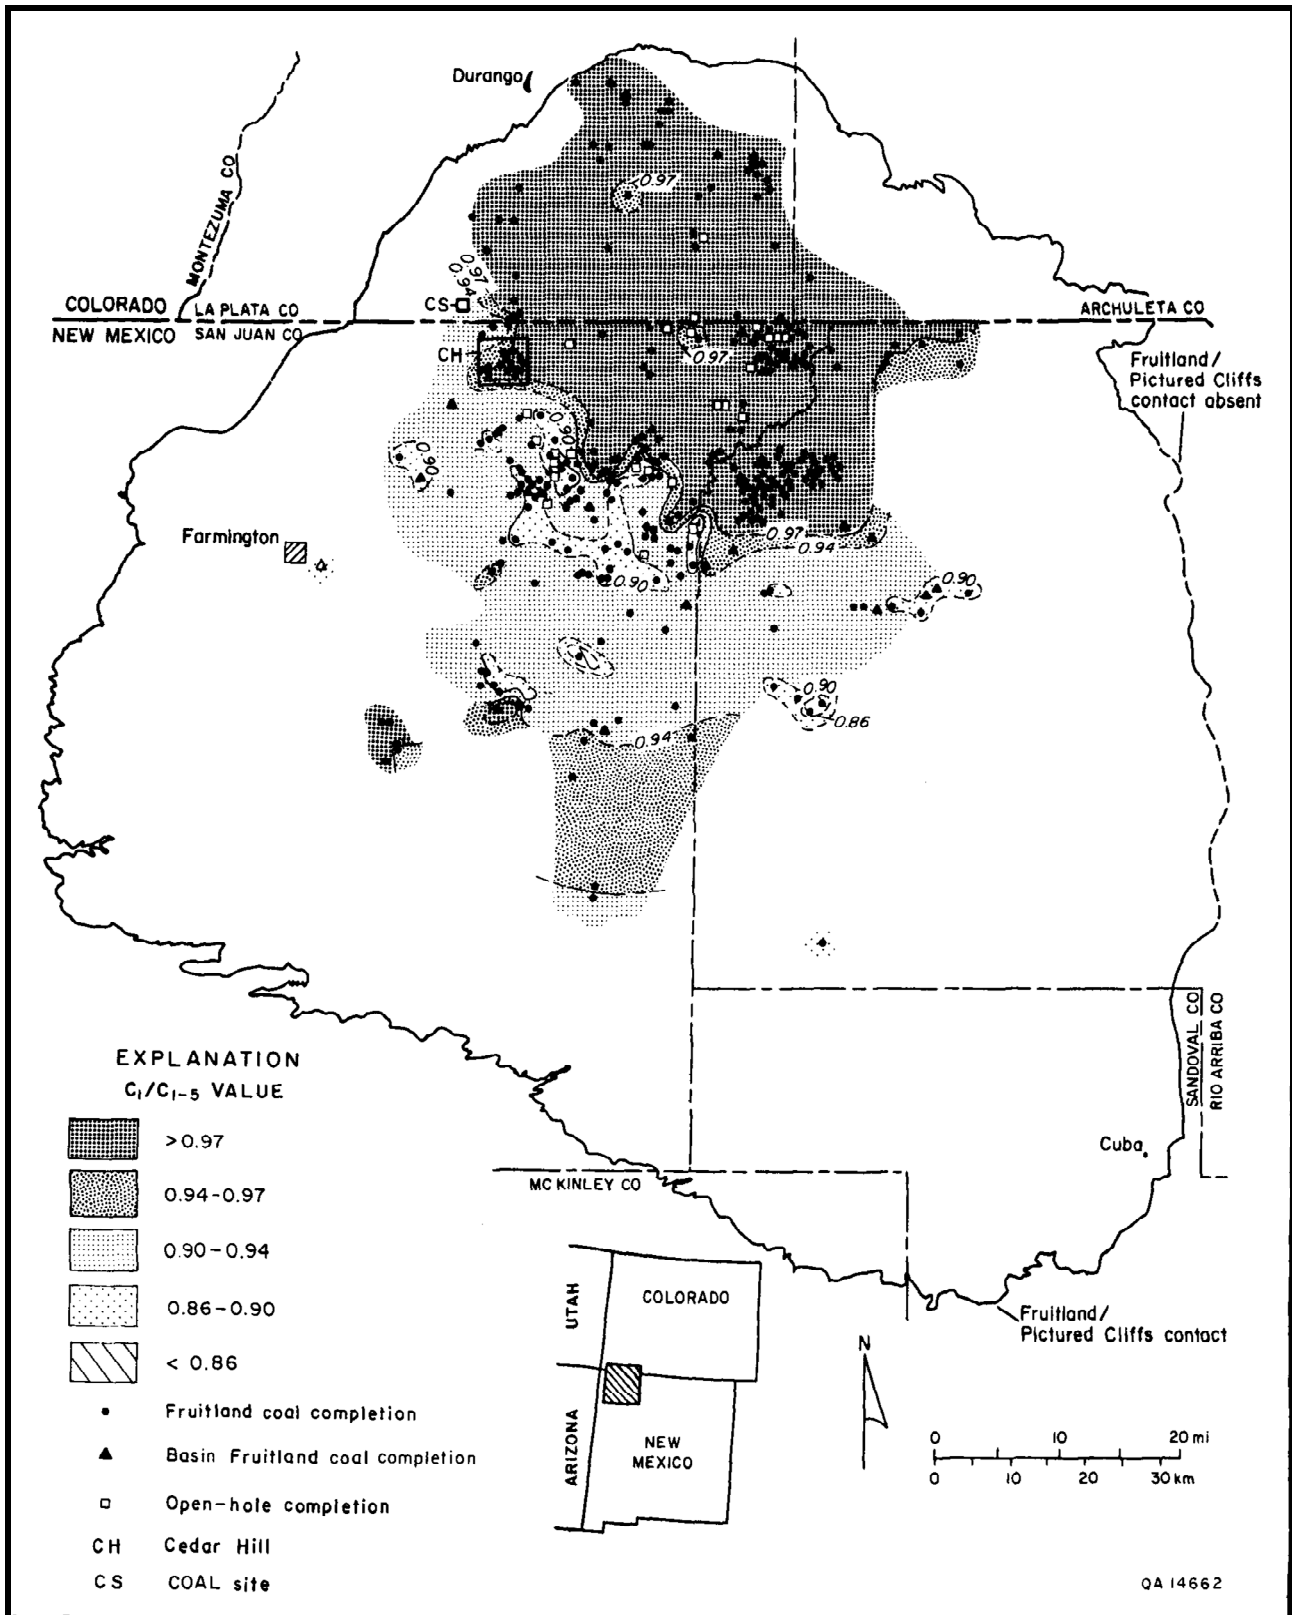 Durango
MONTEZUMA CO
0.97
0.97
0.94
CS
COLORADO
LA PLATA CO
ARCHULETA CO
NEW MEXICO
SAN JUAN CO
CH
0.97
Fruitland/
Pictured Cliffs
contact absent
0.90
0.90
Farmington
0.97
0.94
0.90
0.90
0.90
0.86
0.94
SANDOVAL CO
RIO ARRIBA CO
EXPLANATION
C₁/C₁₋₅ VALUE
>0.97
0.94-0.97
0.90-0.94
0.86-0.90
< 0.86
Fruitland coal completion
Basin Fruitland coal completion
Open-hole completion
CH Cedar Hill
CS COAL site
Cuba
MC KINLEY CO
UTAH
COLORADO
ARIZONA
NEW
MEXICO
Fruitland/
Pictured Cliffs contact
N
0 10 20 mi
0 10 20 30 km
QA 14662